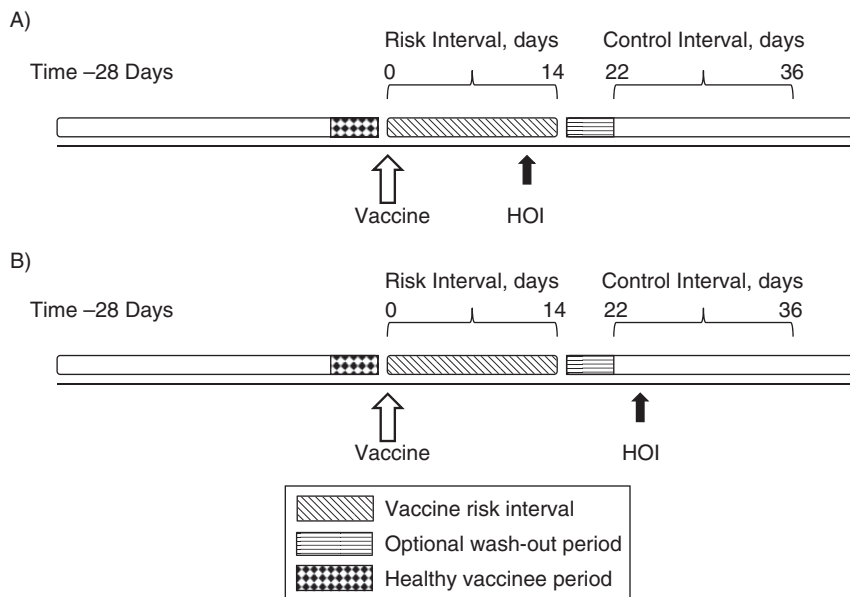 A)
Risk Interval, days Control Interval, days
Time –28 Days 0 14 22 36
Vaccine HOI
B)
Risk Interval, days Control Interval, days
Time –28 Days 0 14 22 36
Vaccine HOI
Vaccine risk interval
Optional wash-out period
Healthy vaccinee period